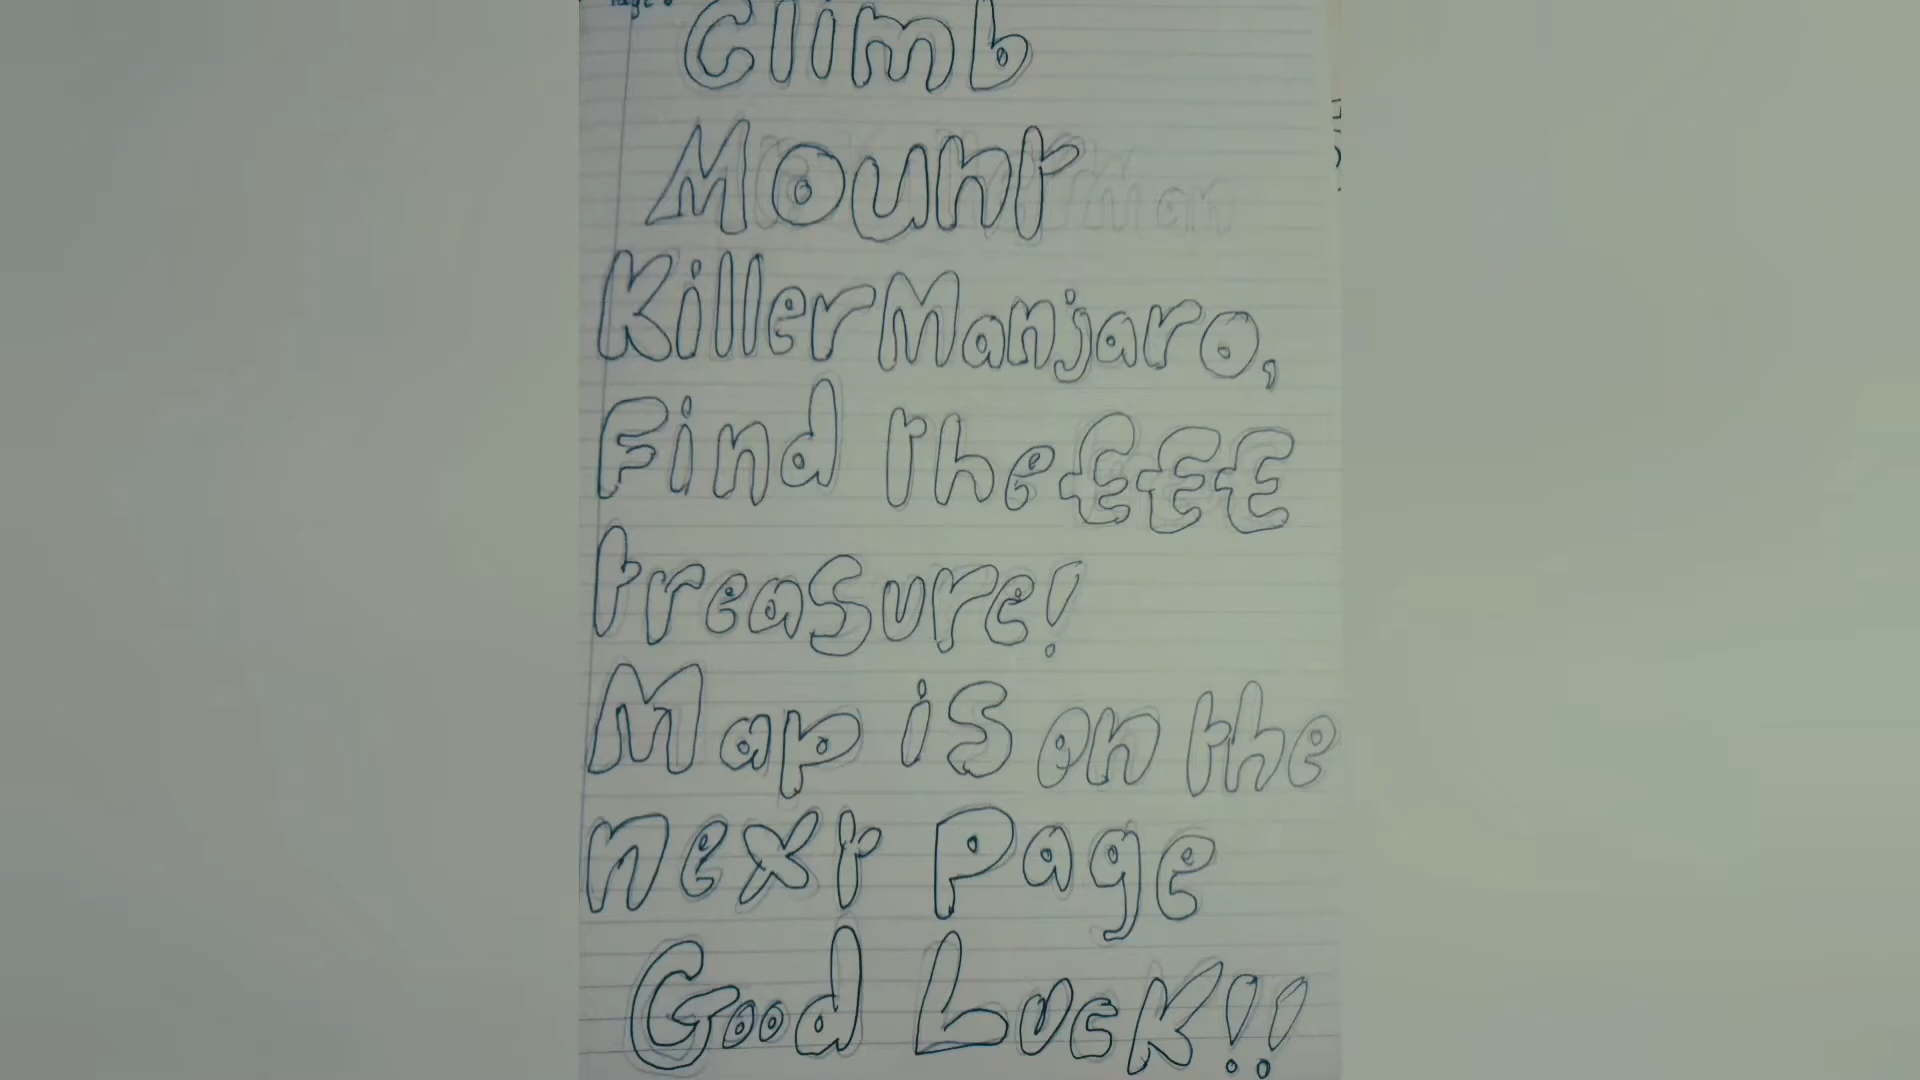 Climb
Mount
KillerManjaro,
Find the £££
treasure!
Map is on the
next Page
Good Luck!!